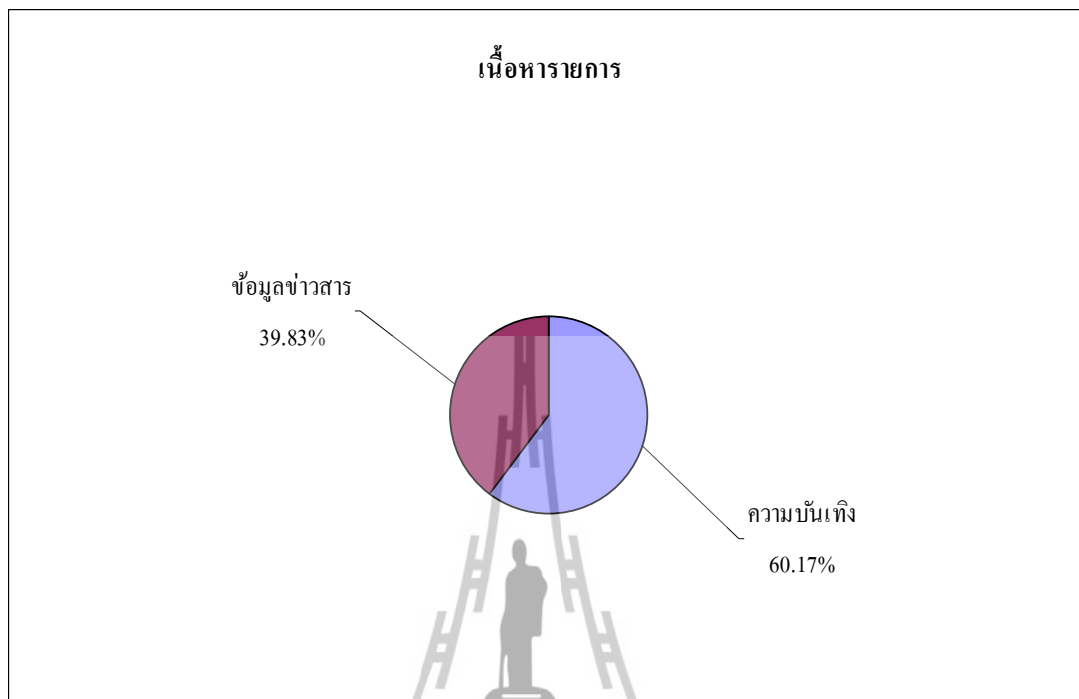 เนื้อหารายการ
ข้อมูลข่าวสาร
39.83%
ความบันเทิง
60.17%